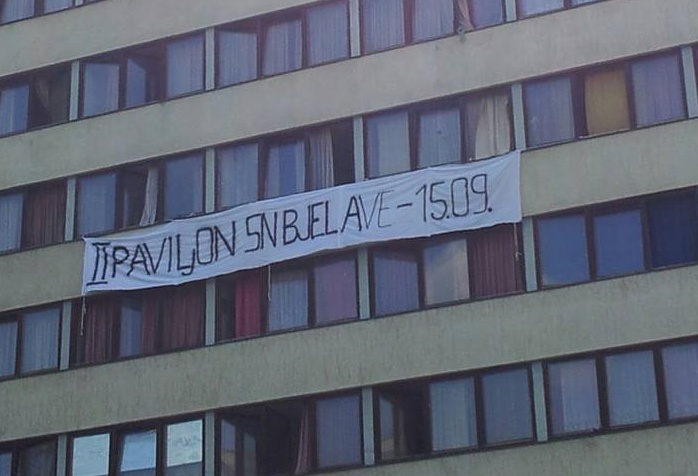 II PAVILJON SN BJELAVE-15.09.